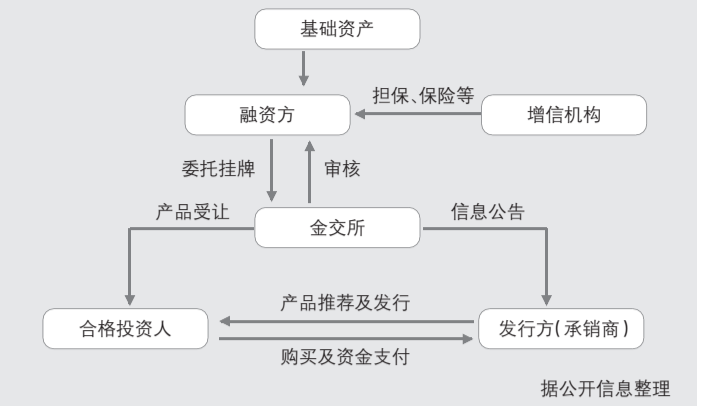 基础资产
担保、保险等
融资方
增信机构
委托挂牌
审核
产品受让
金交所
信息公告
产品推荐及发行
合格投资人
发行方(承销商)
购买及资金支付
据公开信息整理